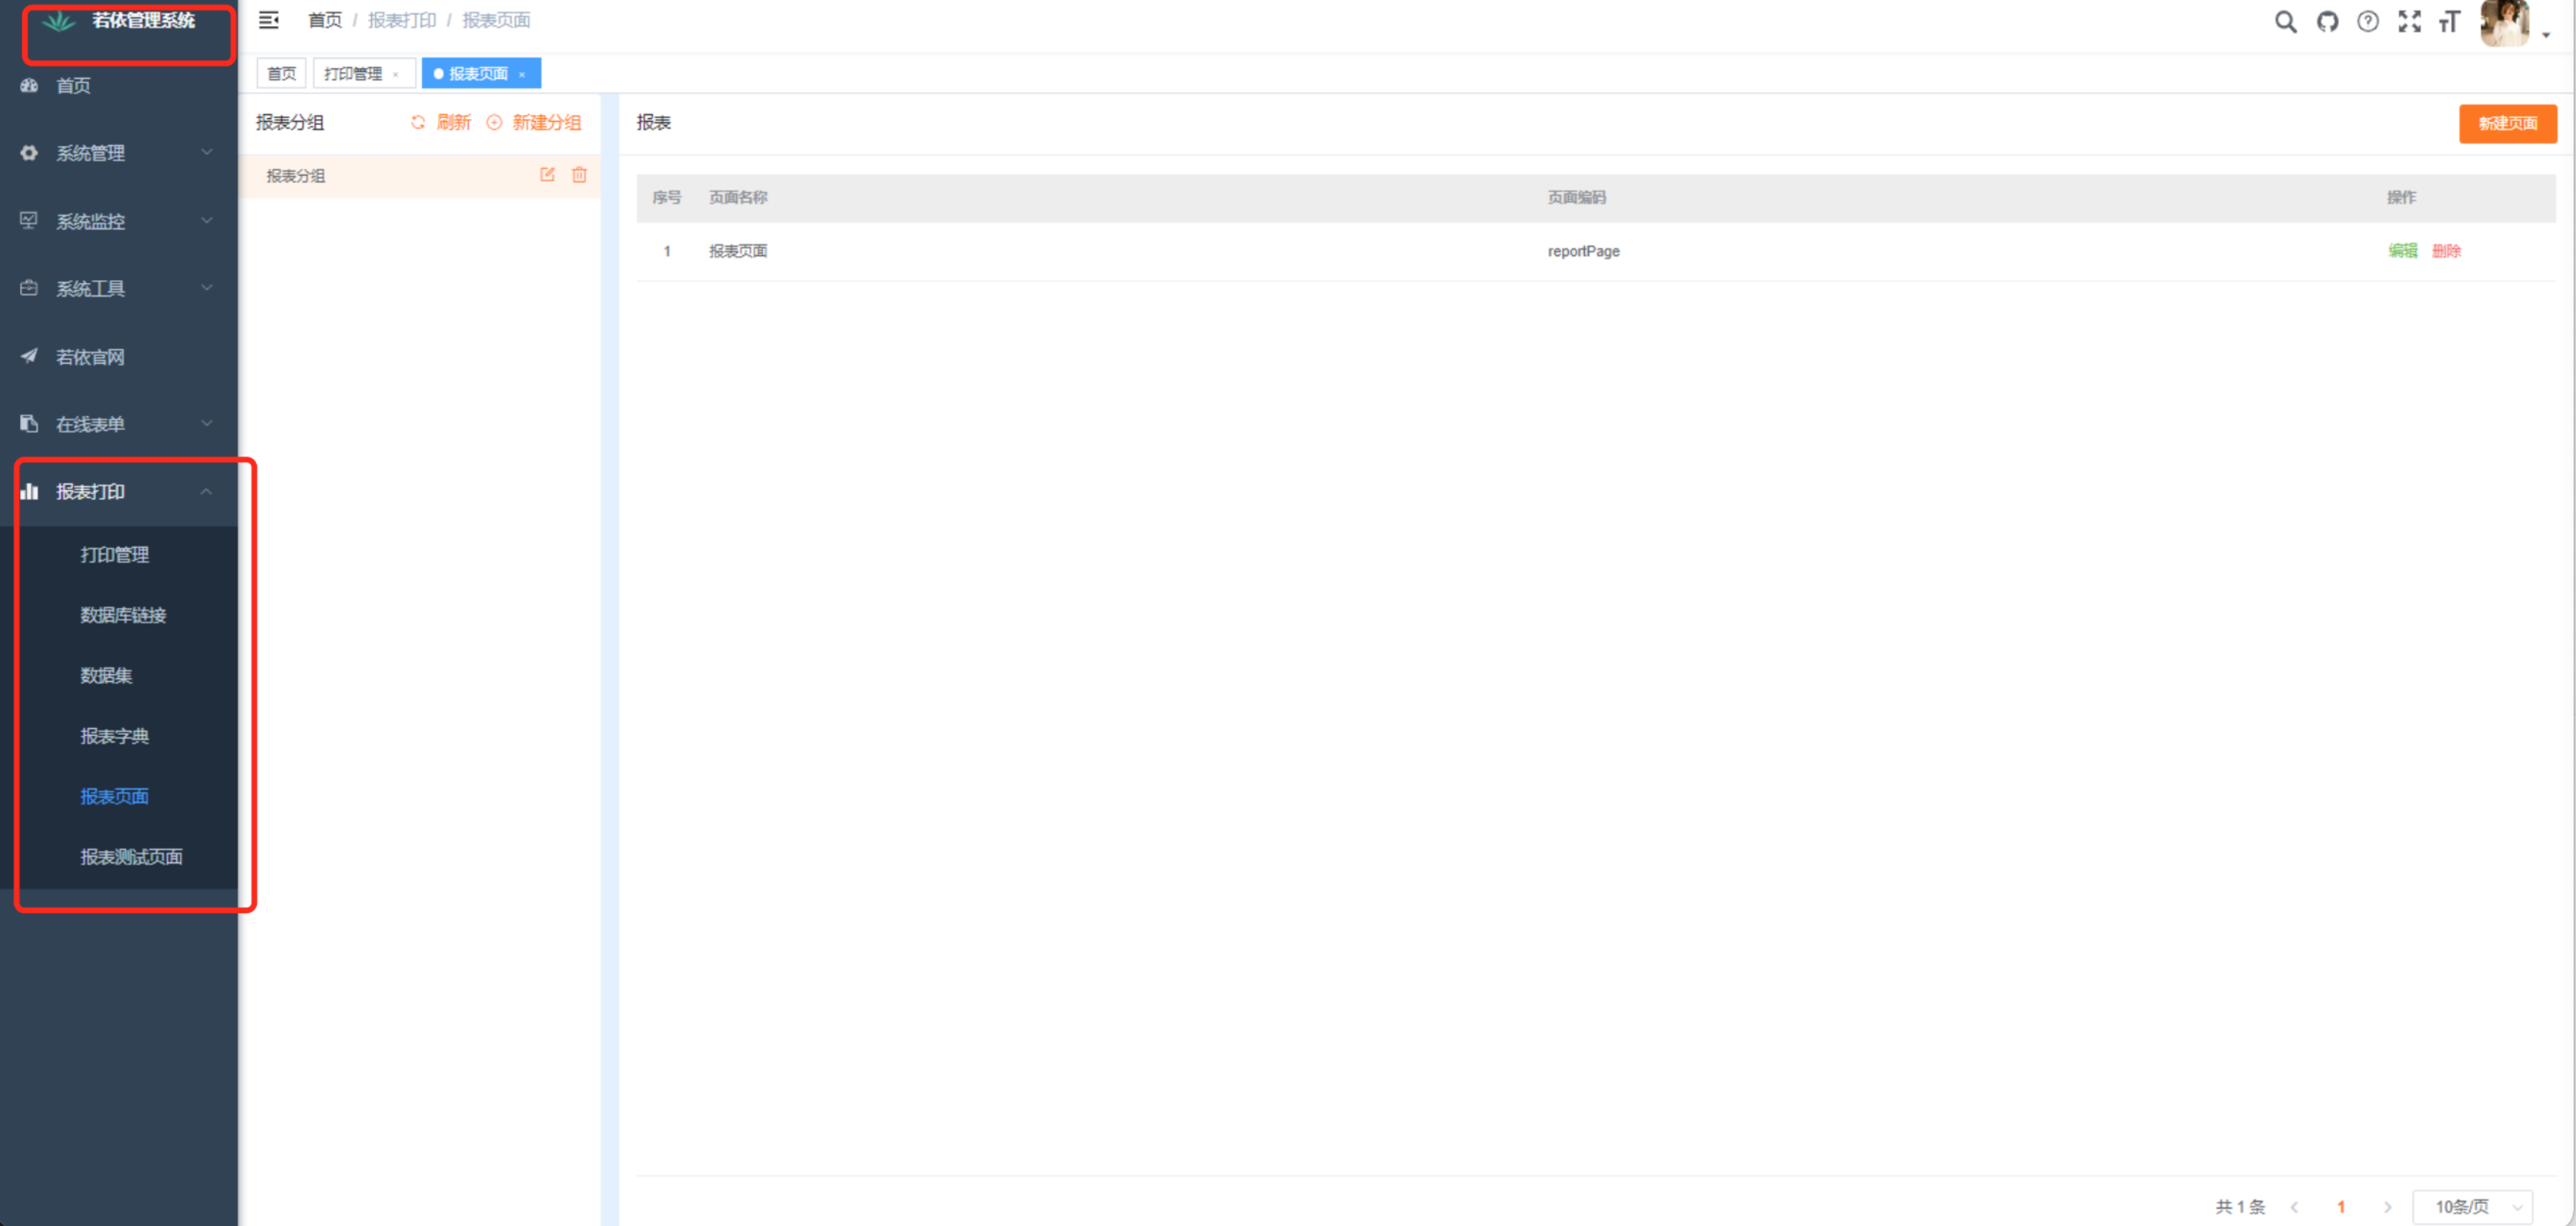 若依管理系统
首页
系统管理
系统监控
系统工具
若依官网
在线表单
报表打印
打印管理
数据库链接
数据集
报表字典
报表页面
报表测试页面
首页 / 报表打印 / 报表页面
首页 打印管理 × 报表页面 ×
报表分组 刷新 新建分组
报表分组
报表 新建页面
序号 页面名称 页面编码 操作
1 报表页面 reportPage 编辑 删除
共 1 条 < 1 > 10条/页